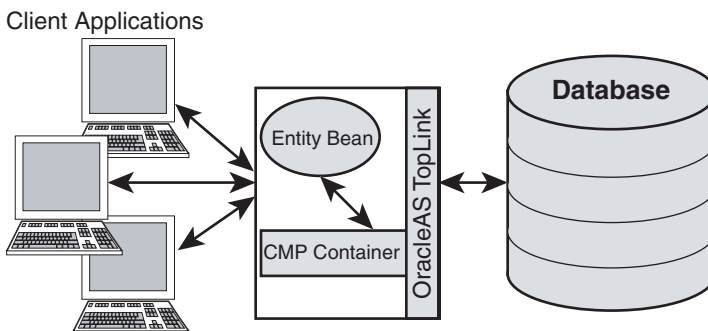 Client Applications
Entity Bean
CMP Container
OracleAS TopLink
Database